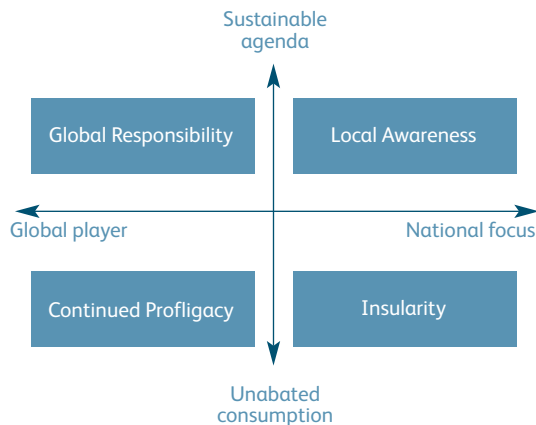 Sustainable
agenda
Global Responsibility
Local Awareness
Global player
National focus
Continued Profligacy
Insularity
Unabated
consumption